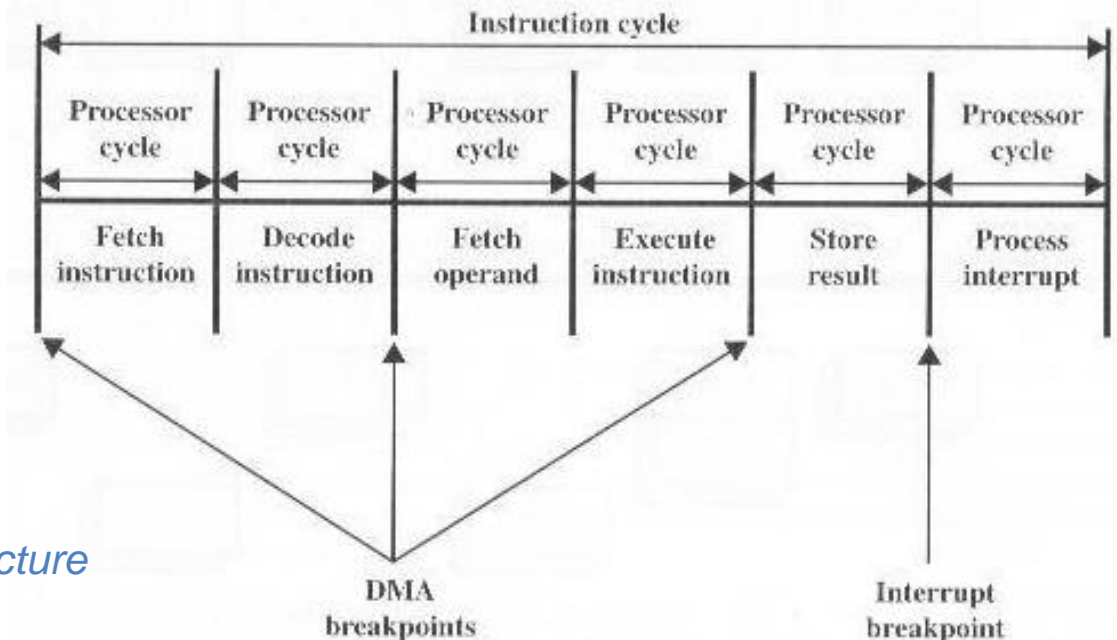 Instruction cycle
Processor cycle
Processor cycle
Processor cycle
Processor cycle
Processor cycle
Processor cycle
Fetch instruction
Decode instruction
Fetch operand
Execute instruction
Store result
Process interrupt
cture
DMA breakpoints
Interrupt breakpoint